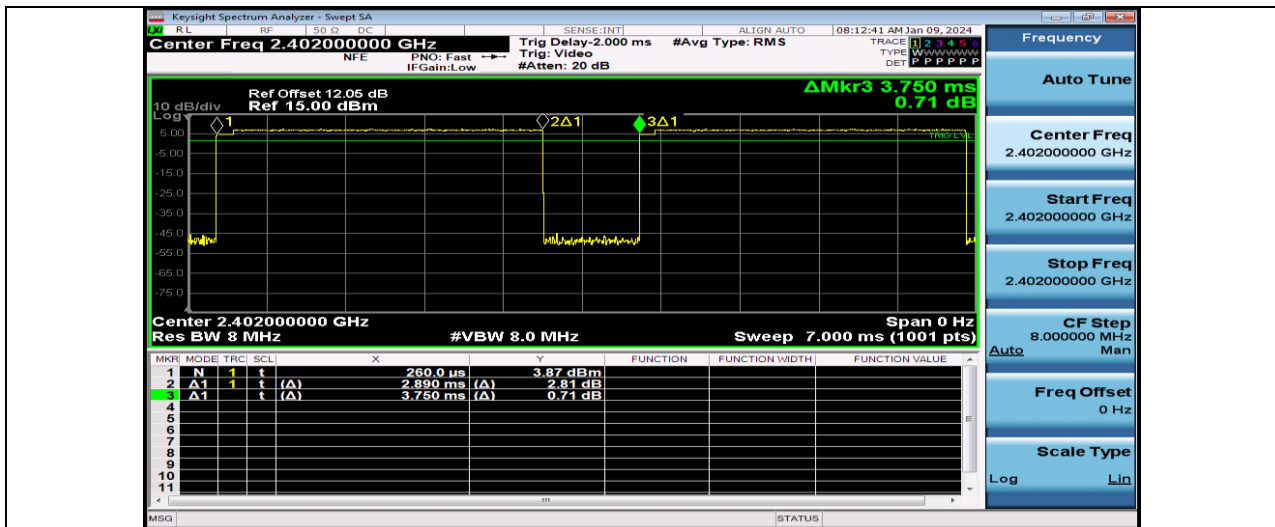 Keysight Spectrum Analyzer - Swept SA
LXI RL RF 50 Ω DC SENSE:INT ALIGN AUTO 08:12:41 AM Jan 09, 2024
Center Freq 2.402000000 GHz Trig Delay-2.000 ms #Avg Type: RMS TRACE 1 2 3 4 5 6
NFE PNO: Fast Trig: Video TYPE WWWWWW
IFGain:Low #Atten: 20 dB DET P P P P P P
Frequency
ΔMkr3 3.750 ms
0.71 dB
Ref Offset 12.05 dB
10 dB/div Ref 15.00 dBm
Log
1 2Δ1 3Δ1
5.00
TRIG LVL
-5.00
-15.0
-25.0
-35.0
-45.0
-55.0
-65.0
-75.0
Center 2.402000000 GHz Span 0 Hz
Res BW 8 MHz #VBW 8.0 MHz Sweep 7.000 ms (1001 pts)
MKR MODE TRC SCL X Y FUNCTION FUNCTION WIDTH FUNCTION VALUE
1 N 1 t 260.0 µs 3.87 dBm
2 Δ1 1 t (Δ) 2.890 ms (Δ) 2.81 dB
3 Δ1 t (Δ) 3.750 ms (Δ) 0.71 dB
4
5
6
7
8
9
10
11
MSG STATUS
Auto Tune
Center Freq
2.402000000 GHz
Start Freq
2.402000000 GHz
Stop Freq
2.402000000 GHz
CF Step
8.000000 MHz
Auto Man
Freq Offset
0 Hz
Scale Type
Log Lin